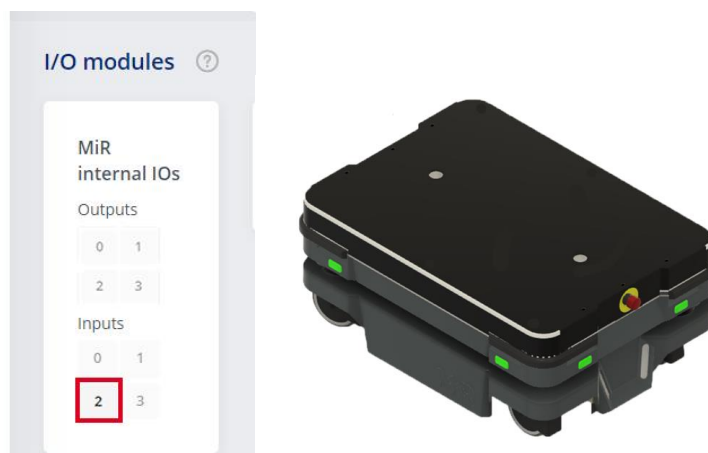 I/O modules ?
MiR
internal IOs
Outputs
0 1
2 3
Inputs
0 1
2 3